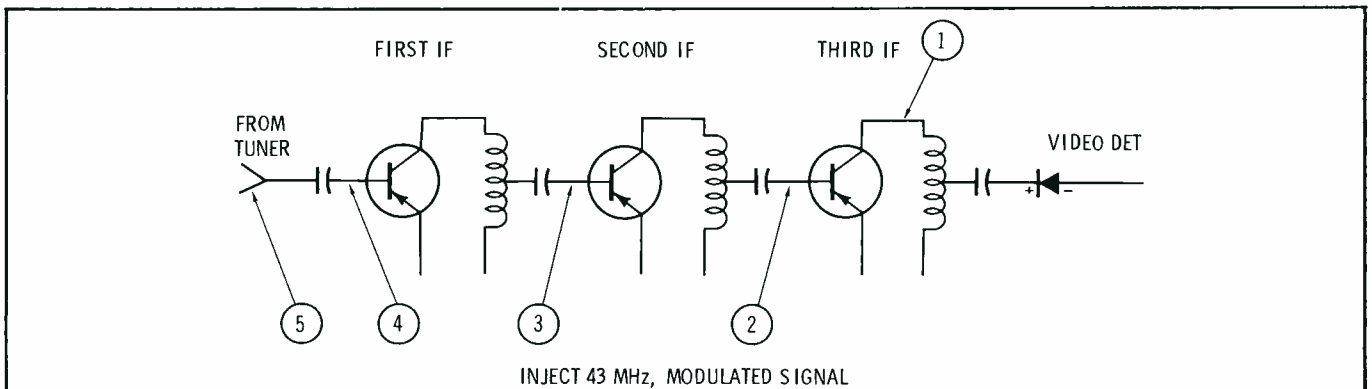 FIRST IF
SECOND IF
THIRD IF
1
FROM
TUNER
VIDEO DET
+
-
5
4
3
2
INJECT 43 MHz, MODULATED SIGNAL